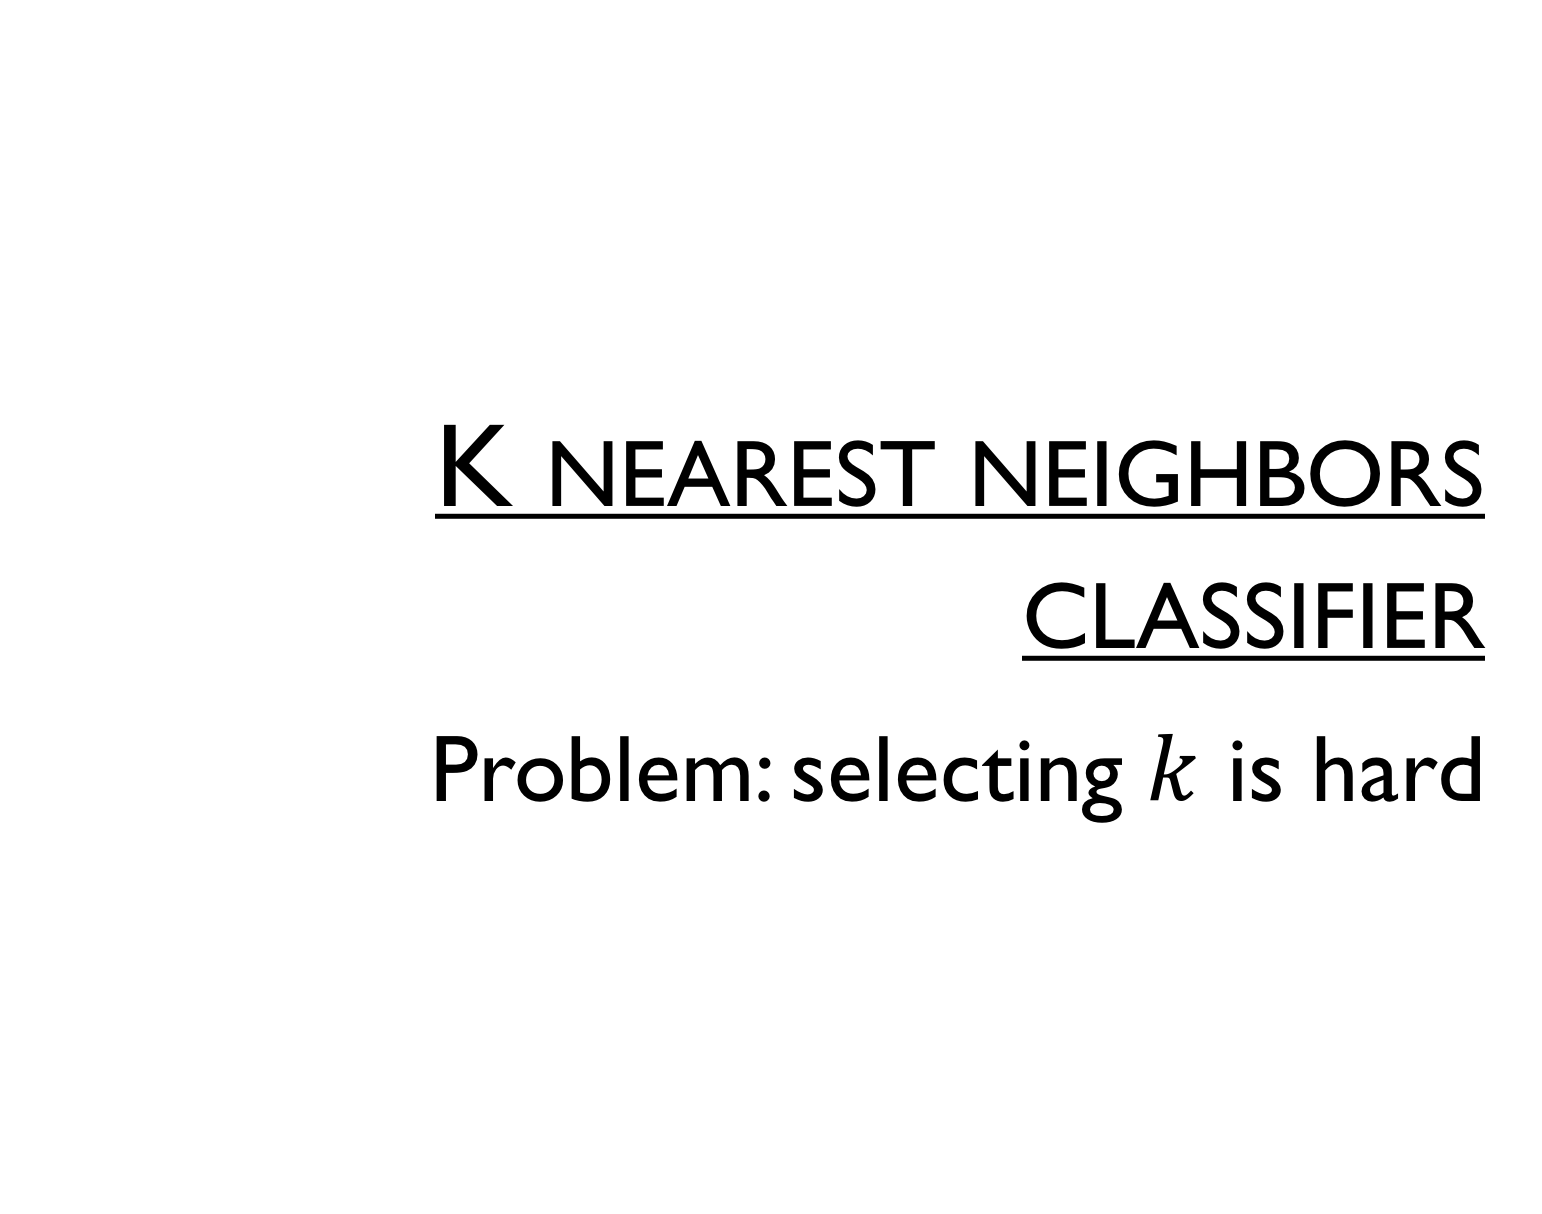 K NEAREST NEIGHBORS
CLASSIFIER
Problem: selecting k is hard